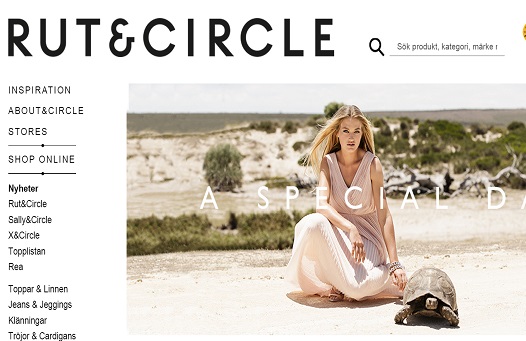 RUT&CIRCLE
Sök produkt, kategori, märke
INSPIRATION
ABOUT&CIRCLE
STORES
SHOP ONLINE
Nyheter
Rut&Circle
Sally&Circle
X&Circle
Topplistan
Rea
Toppar & Linnen
Jeans & Jeggings
Klänningar
Tröjor & Cardigans
A SPECIAL DA